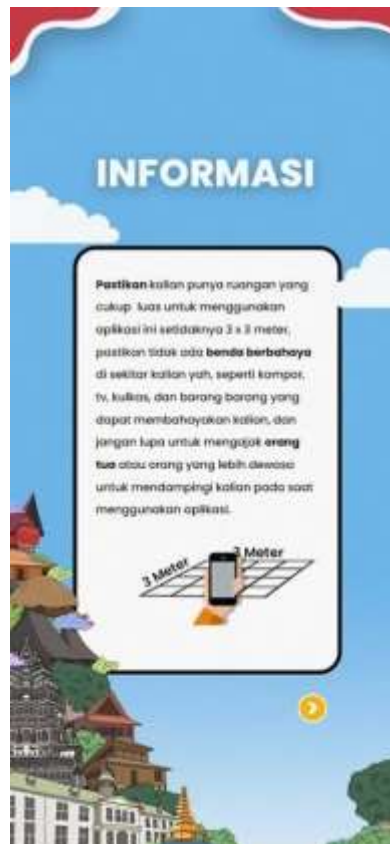 INFORMASI
Pastikan kalian punya ruangan yang
cukup luas untuk menggunakan
aplikasi ini setidaknya 3 x 3 meter,
pastikan tidak ada benda berbahaya
di sekitar kalian yah, seperti kompor,
tv, kulkas, dan barang barang yang
dapat membahayakan kalian, dan
jangan lupa untuk mengajak orang
tua atau orang yang lebih dewasa
untuk mendampingi kalian pada saat
menggunakan aplikasi.
3 Meter
3 Meter